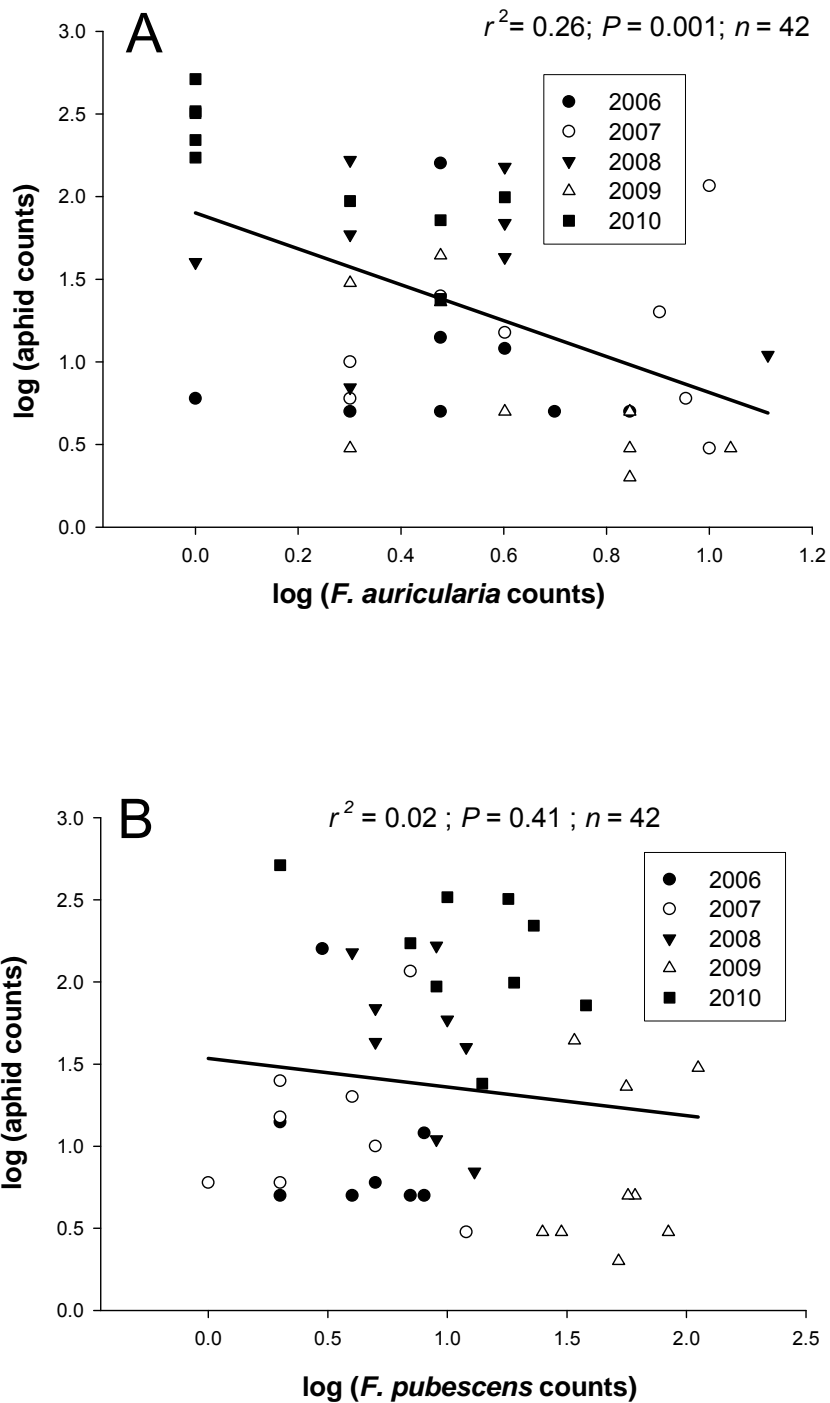 A
r² = 0.26; P = 0.001; n = 42
3.0
2.5
2.0
1.5
1.0
0.5
0.0
log (aphid counts)
2006
2007
2008
2009
2010
0.0 0.2 0.4 0.6 0.8 1.0 1.2
log (F. auricularia counts)
B
r² = 0.02 ; P = 0.41 ; n = 42
3.0
2.5
2.0
1.5
1.0
0.5
0.0
log (aphid counts)
2006
2007
2008
2009
2010
0.0 0.5 1.0 1.5 2.0 2.5
log (F. pubescens counts)